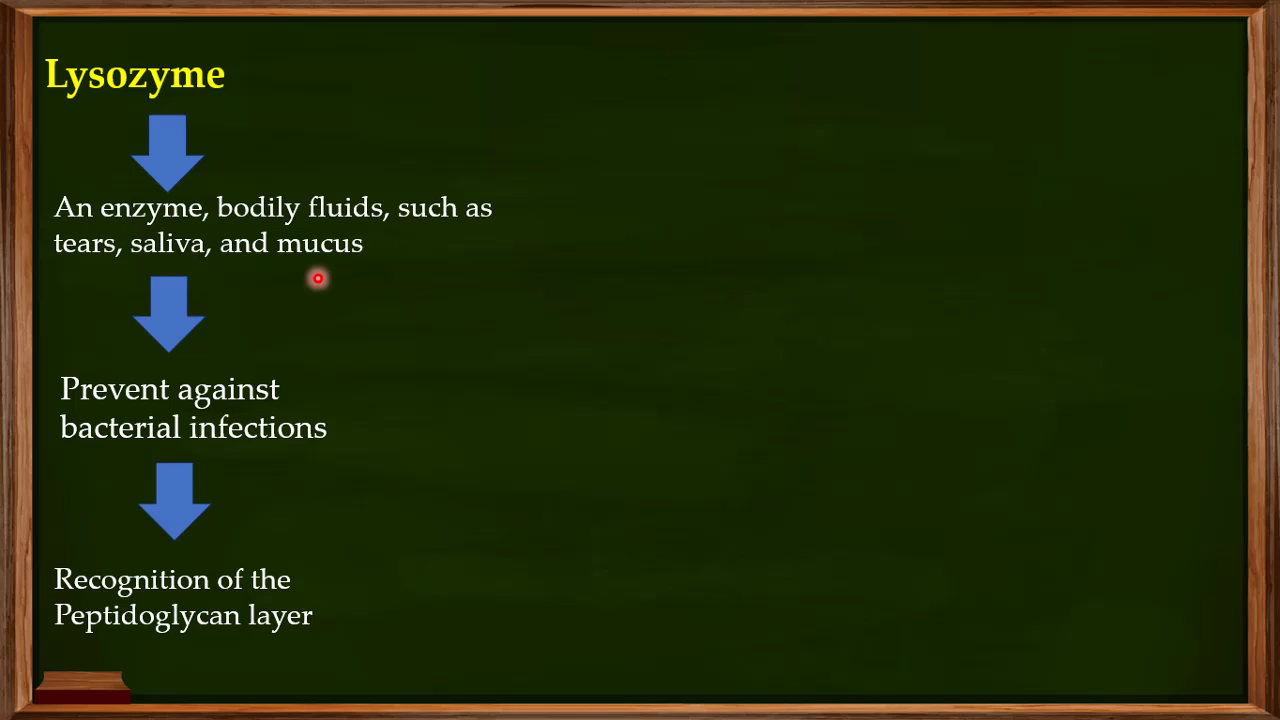 Lysozyme
An enzyme, bodily fluids, such as
tears, saliva, and mucus
Prevent against
bacterial infections
Recognition of the
Peptidoglycan layer